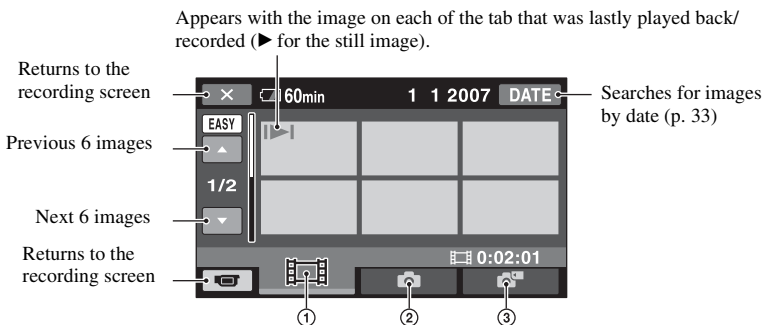 Appears with the image on each of the tab that was lastly played back/
recorded (▶ for the still image).
Returns to the
recording screen
60min
1 1 2007
DATE
Searches for images
by date (p. 33)
EASY
Previous 6 images
1/2
Next 6 images
Returns to the
recording screen
0:02:01
① ② ③